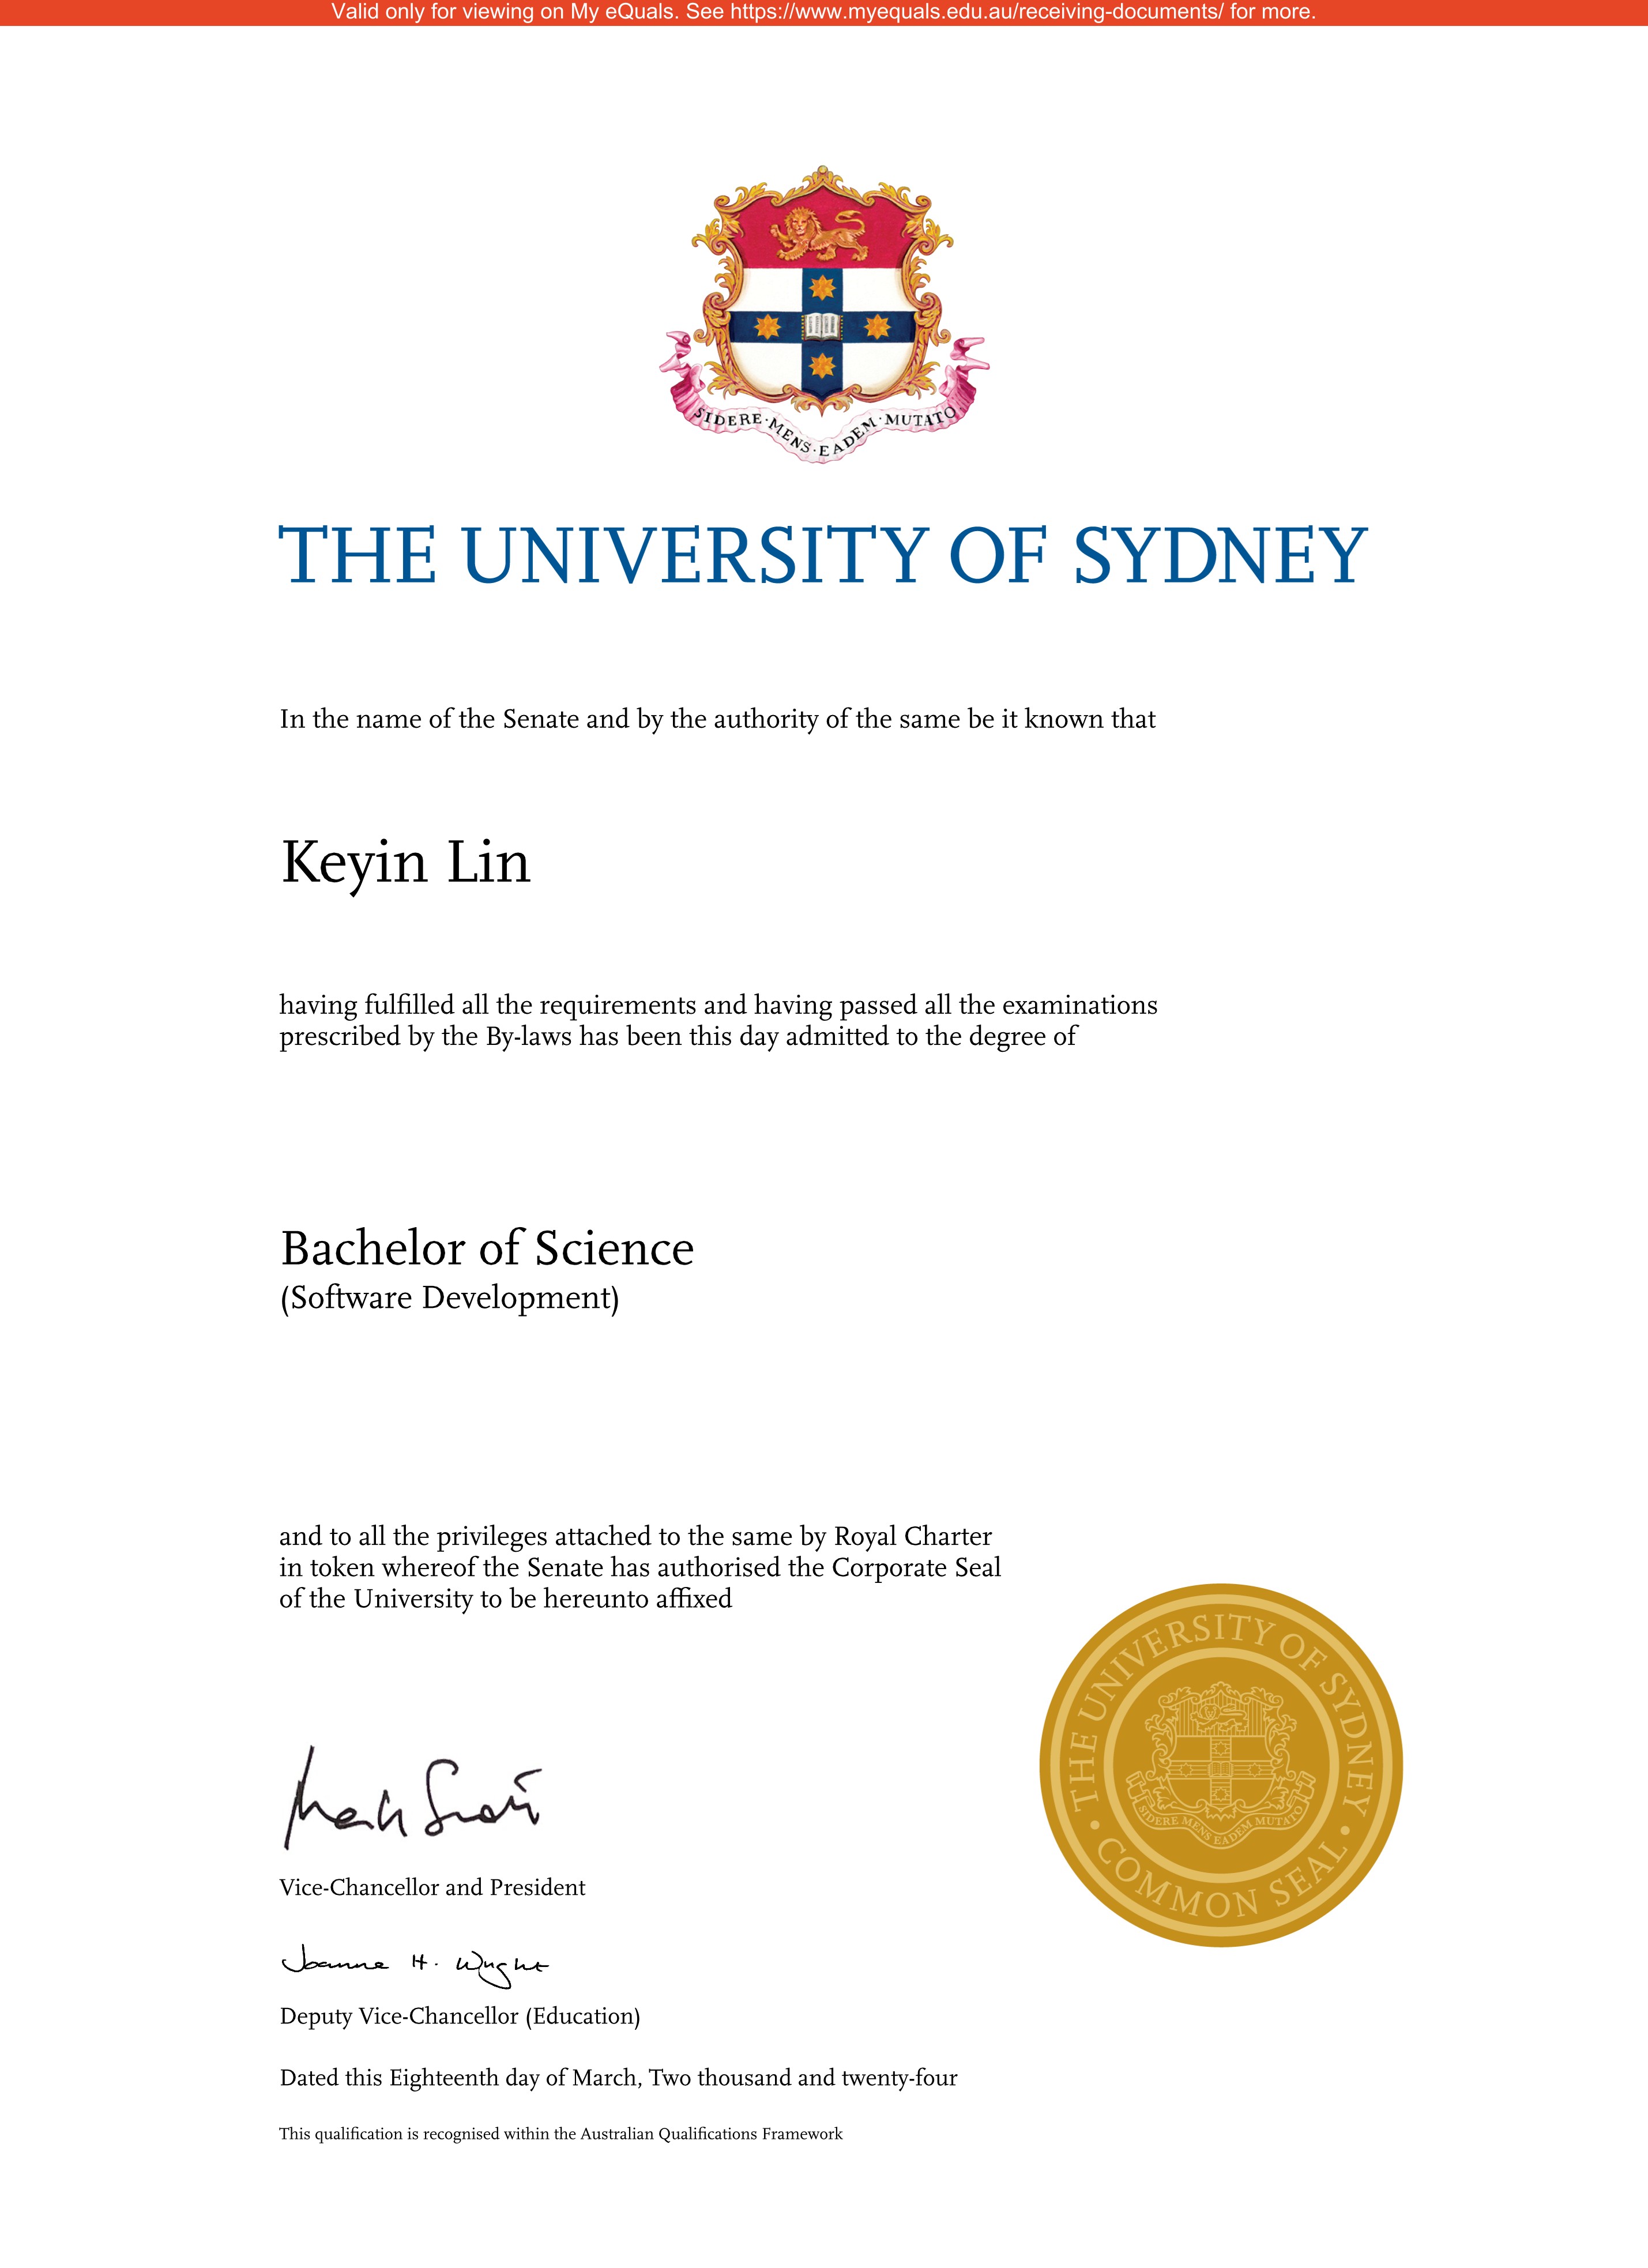 Valid only for viewing on My eQuals. See https://www.myequals.edu.au/receiving-documents/ for more.
SIDERE·MENS·EADEM·MUTATO
THE UNIVERSITY OF SYDNEY
In the name of the Senate and by the authority of the same be it known that
Keyin Lin
having fulfilled all the requirements and having passed all the examinations
prescribed by the By-laws has been this day admitted to the degree of
Bachelor of Science
(Software Development)
and to all the privileges attached to the same by Royal Charter
in token whereof the Senate has authorised the Corporate Seal
of the University to be hereunto affixed
THE UNIVERSITY OF SYDNEY
SIDERE MENS EADEM MUTATO
• COMMON SEAL •
Vice-Chancellor and President
Joanne H. Wright
Deputy Vice-Chancellor (Education)
Dated this Eighteenth day of March, Two thousand and twenty-four
This qualification is recognised within the Australian Qualifications Framework